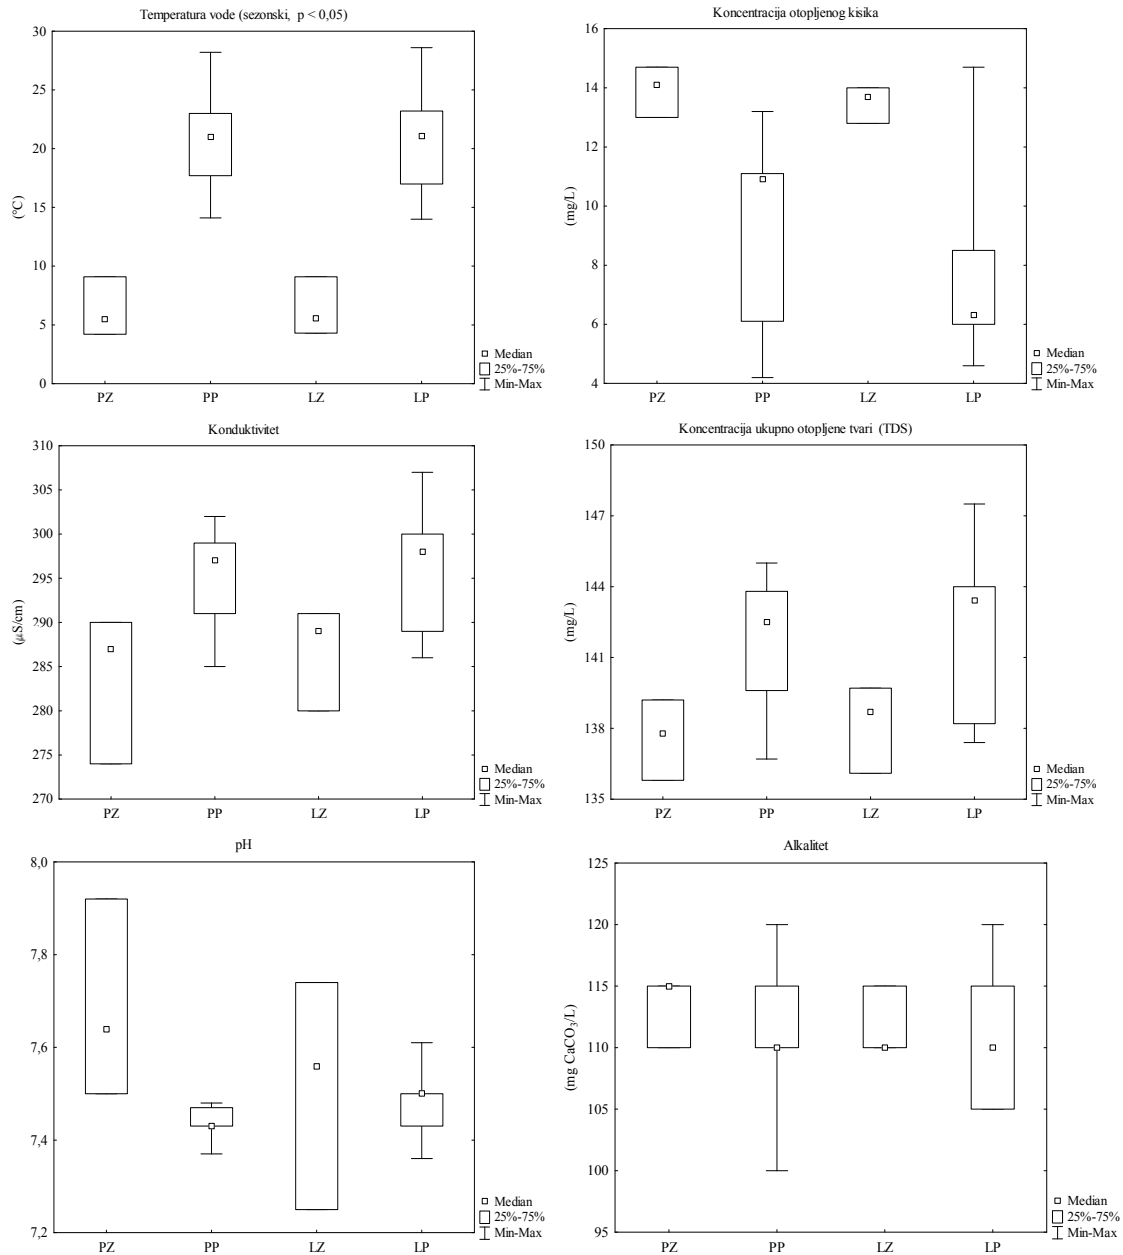 Temperatura vode (sezonski, p < 0,05)
30
25
20
15
10
5
0
(°C)
PZ PP LZ LP
Median
25%-75%
Min-Max
Koncentracija otopljenog kisika
16
14
12
10
8
6
4
(mg/L)
PZ PP LZ LP
Median
25%-75%
Min-Max
Konduktivitet
310
305
300
295
290
285
280
275
270
(µS/cm)
PZ PP LZ LP
Median
25%-75%
Min-Max
Koncentracija ukupno otopljene tvari (TDS)
150
147
144
141
138
135
(mg/L)
PZ PP LZ LP
Median
25%-75%
Min-Max
pH
8,0
7,8
7,6
7,4
7,2
PZ PP LZ LP
Median
25%-75%
Min-Max
Alkalitet
125
120
115
110
105
100
95
(mg CaCO₃/L)
PZ PP LZ LP
Median
25%-75%
Min-Max